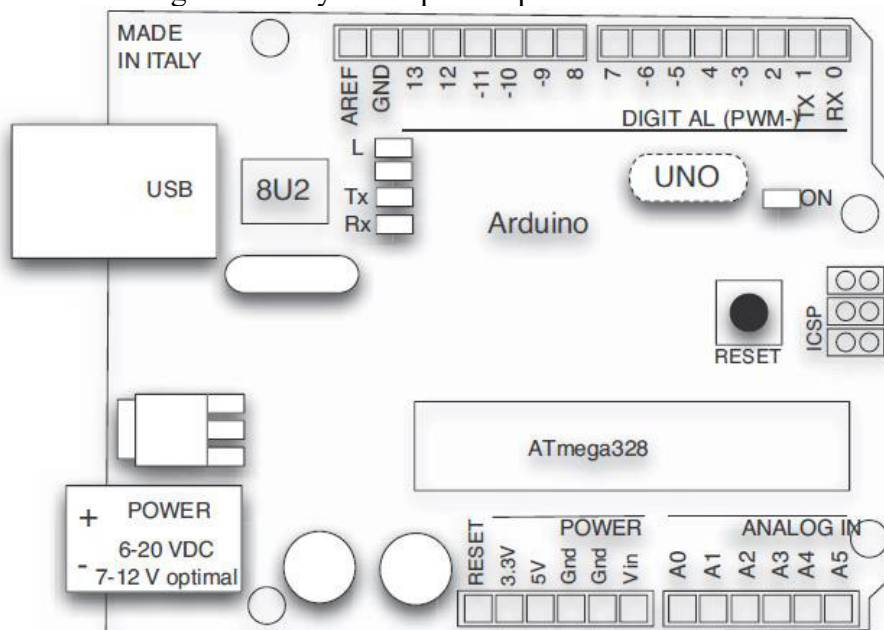 MADE
IN ITALY
AREF
GND
13
12
-11
-10
-9
8
7
-6
-5
4
-3
2
TX 1
RX 0
DIGIT AL (PWM-)
L
Tx
Rx
USB
8U2
UNO
ON
Arduino
RESET
ICSP
ATmega328
+ POWER
- 6-20 VDC
7-12 V optimal
POWER
ANALOG IN
RESET
3.3V
5V
Gnd
Gnd
Vin
A0
A1
A2
A3
A4
A5